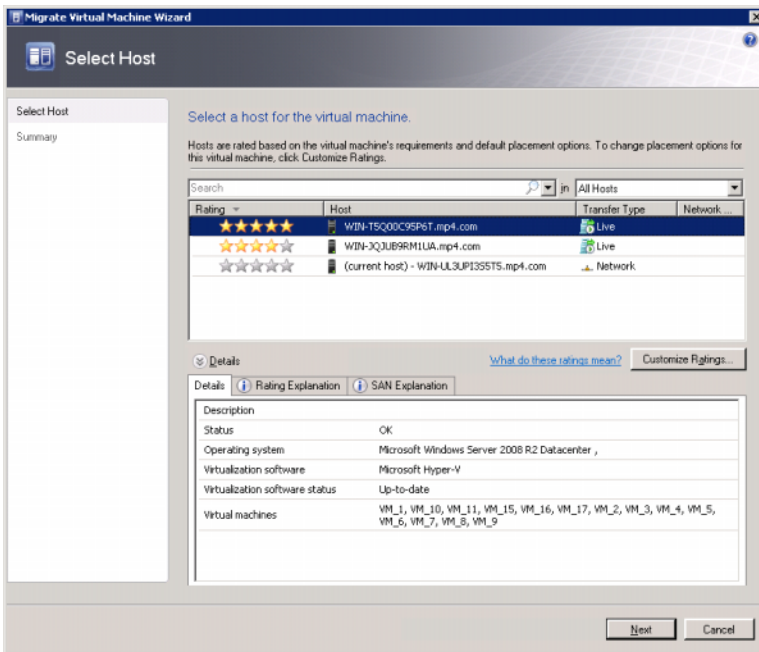 Migrate Virtual Machine Wizard
Select Host
Select Host
Summary
Select a host for the virtual machine.
Hosts are rated based on the virtual machine's requirements and default placement options. To change placement options for
this virtual machine, click Customize Ratings.
Search in All Hosts
Rating Host Transfer Type Network ...
WIN-T5Q00C95P6T.mp4.com Live
WIN-JQJUB9RM1UA.mp4.com Live
(current host) - WIN-UL3UPI3S5T5.mp4.com Network
Details What do these ratings mean? Customize Ratings...
Details Rating Explanation SAN Explanation
Description
Status OK
Operating system Microsoft Windows Server 2008 R2 Datacenter ,
Virtualization software Microsoft Hyper-V
Virtualization software status Up-to-date
Virtual machines VM_1, VM_10, VM_11, VM_15, VM_16, VM_17, VM_2, VM_3, VM_4, VM_5,
VM_6, VM_7, VM_8, VM_9
Next Cancel